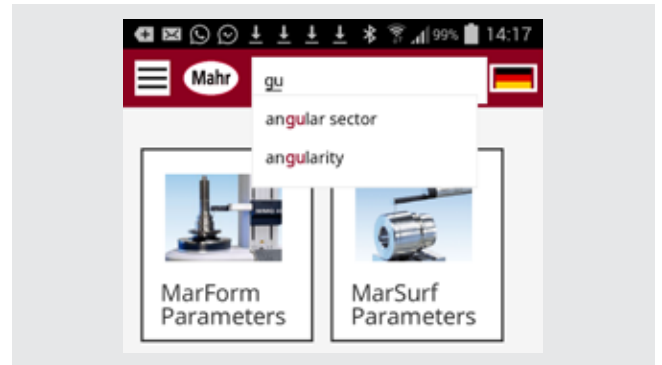 99% 14:17
Mahr gu
angular sector
angularity
MarForm
Parameters
MarSurf
Parameters